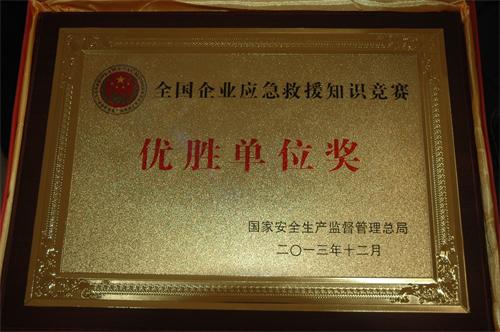 全国企业应急救援知识竞赛
优胜单位奖
国家安全生产监督管理总局
二〇一三年十二月